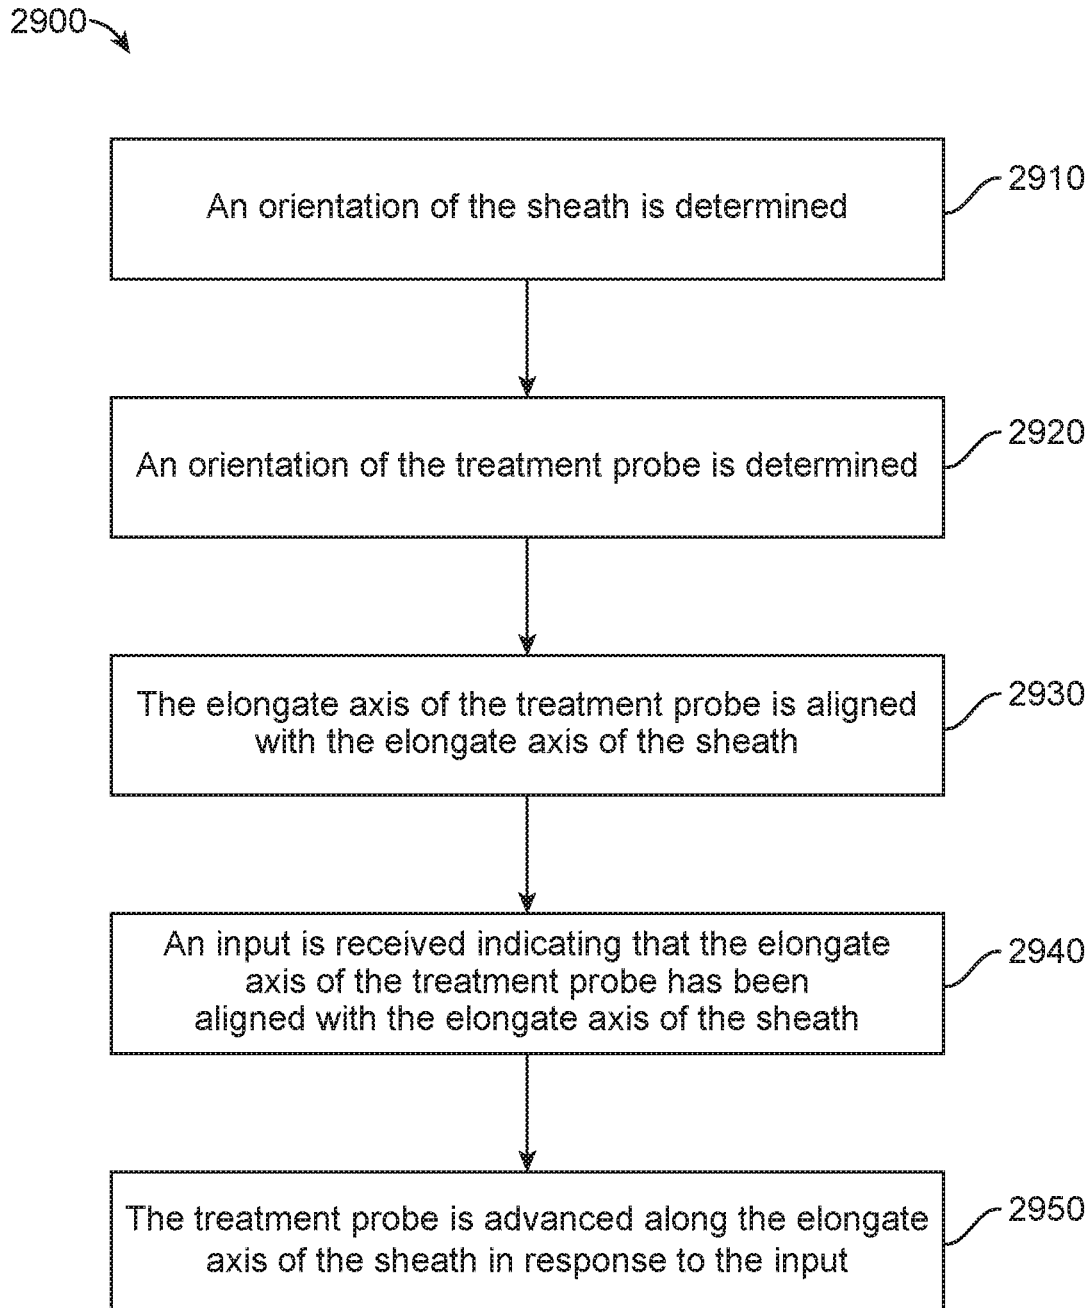 2900
An orientation of the sheath is determined
2910
An orientation of the treatment probe is determined
2920
The elongate axis of the treatment probe is aligned
with the elongate axis of the sheath
2930
An input is received indicating that the elongate
axis of the treatment probe has been
aligned with the elongate axis of the sheath
2940
The treatment probe is advanced along the elongate
axis of the sheath in response to the input
2950